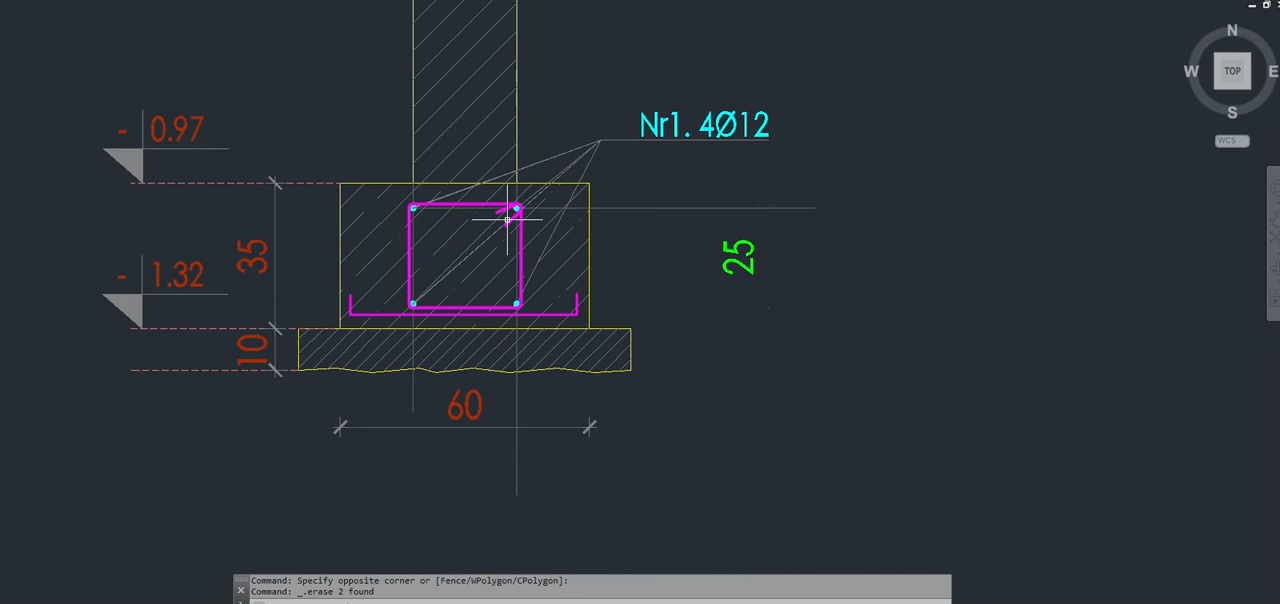 N
W
TOP
E
S
WCS
Nr1. 4Ø12
- 0.97
35
- 1.32
25
10
60
Command: Specify opposite corner or [Fence/WPolygon/CPolygon]:
Command: _.erase 2 found